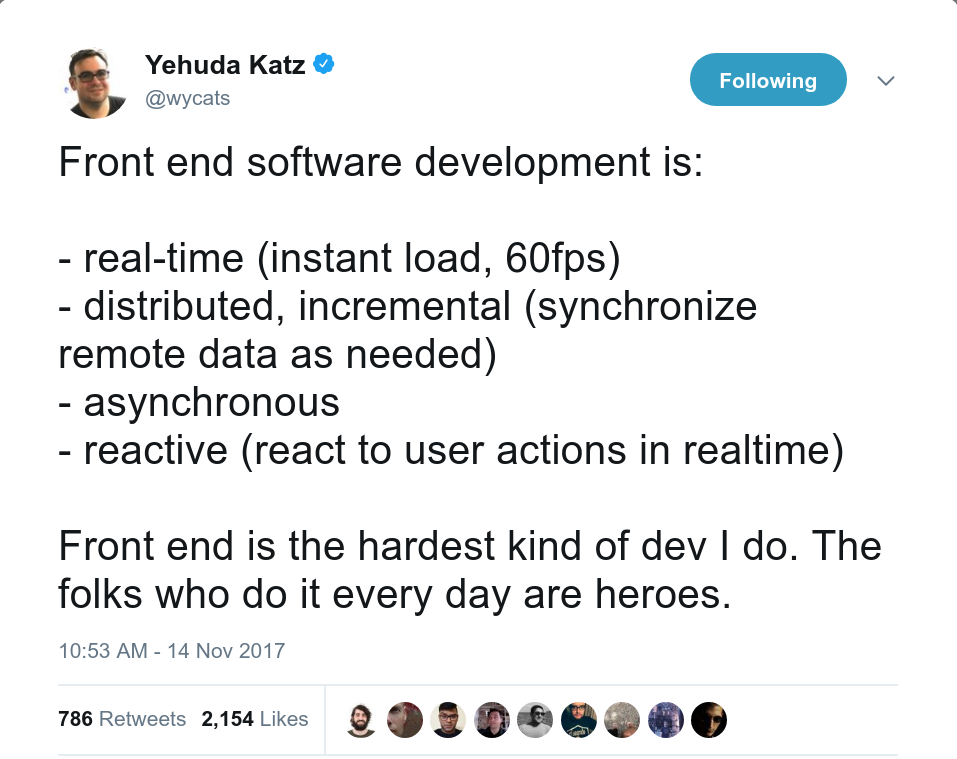 Yehuda Katz
@wycats
Following
Front end software development is:
- real-time (instant load, 60fps)
- distributed, incremental (synchronize
remote data as needed)
- asynchronous
- reactive (react to user actions in realtime)
Front end is the hardest kind of dev I do. The
folks who do it every day are heroes.
10:53 AM - 14 Nov 2017
786 Retweets 2,154 Likes